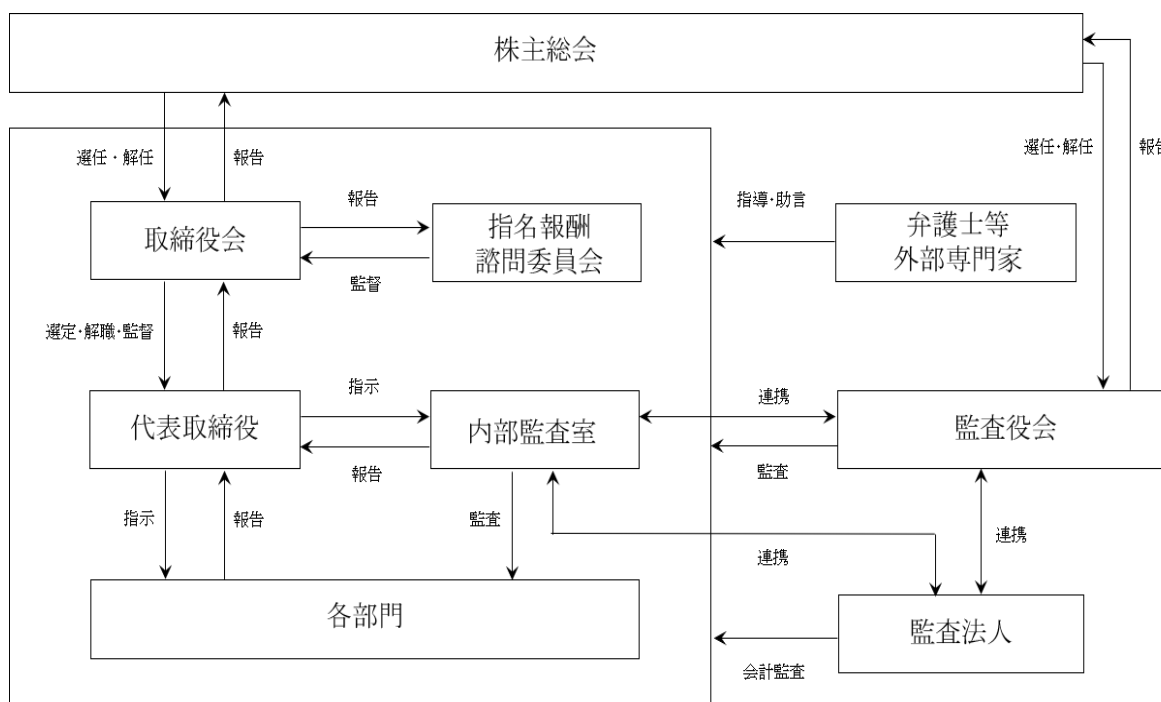 株主総会
選任・解任
報告
選任・解任
報告
取締役会
報告
監督
指名報酬
諮問委員会
指導・助言
弁護士等
外部専門家
選定・解職・監督
報告
代表取締役
指示
報告
内部監査室
連携
監査
監査役会
指示
報告
監査
連携
連携
各部門
監査法人
会計監査